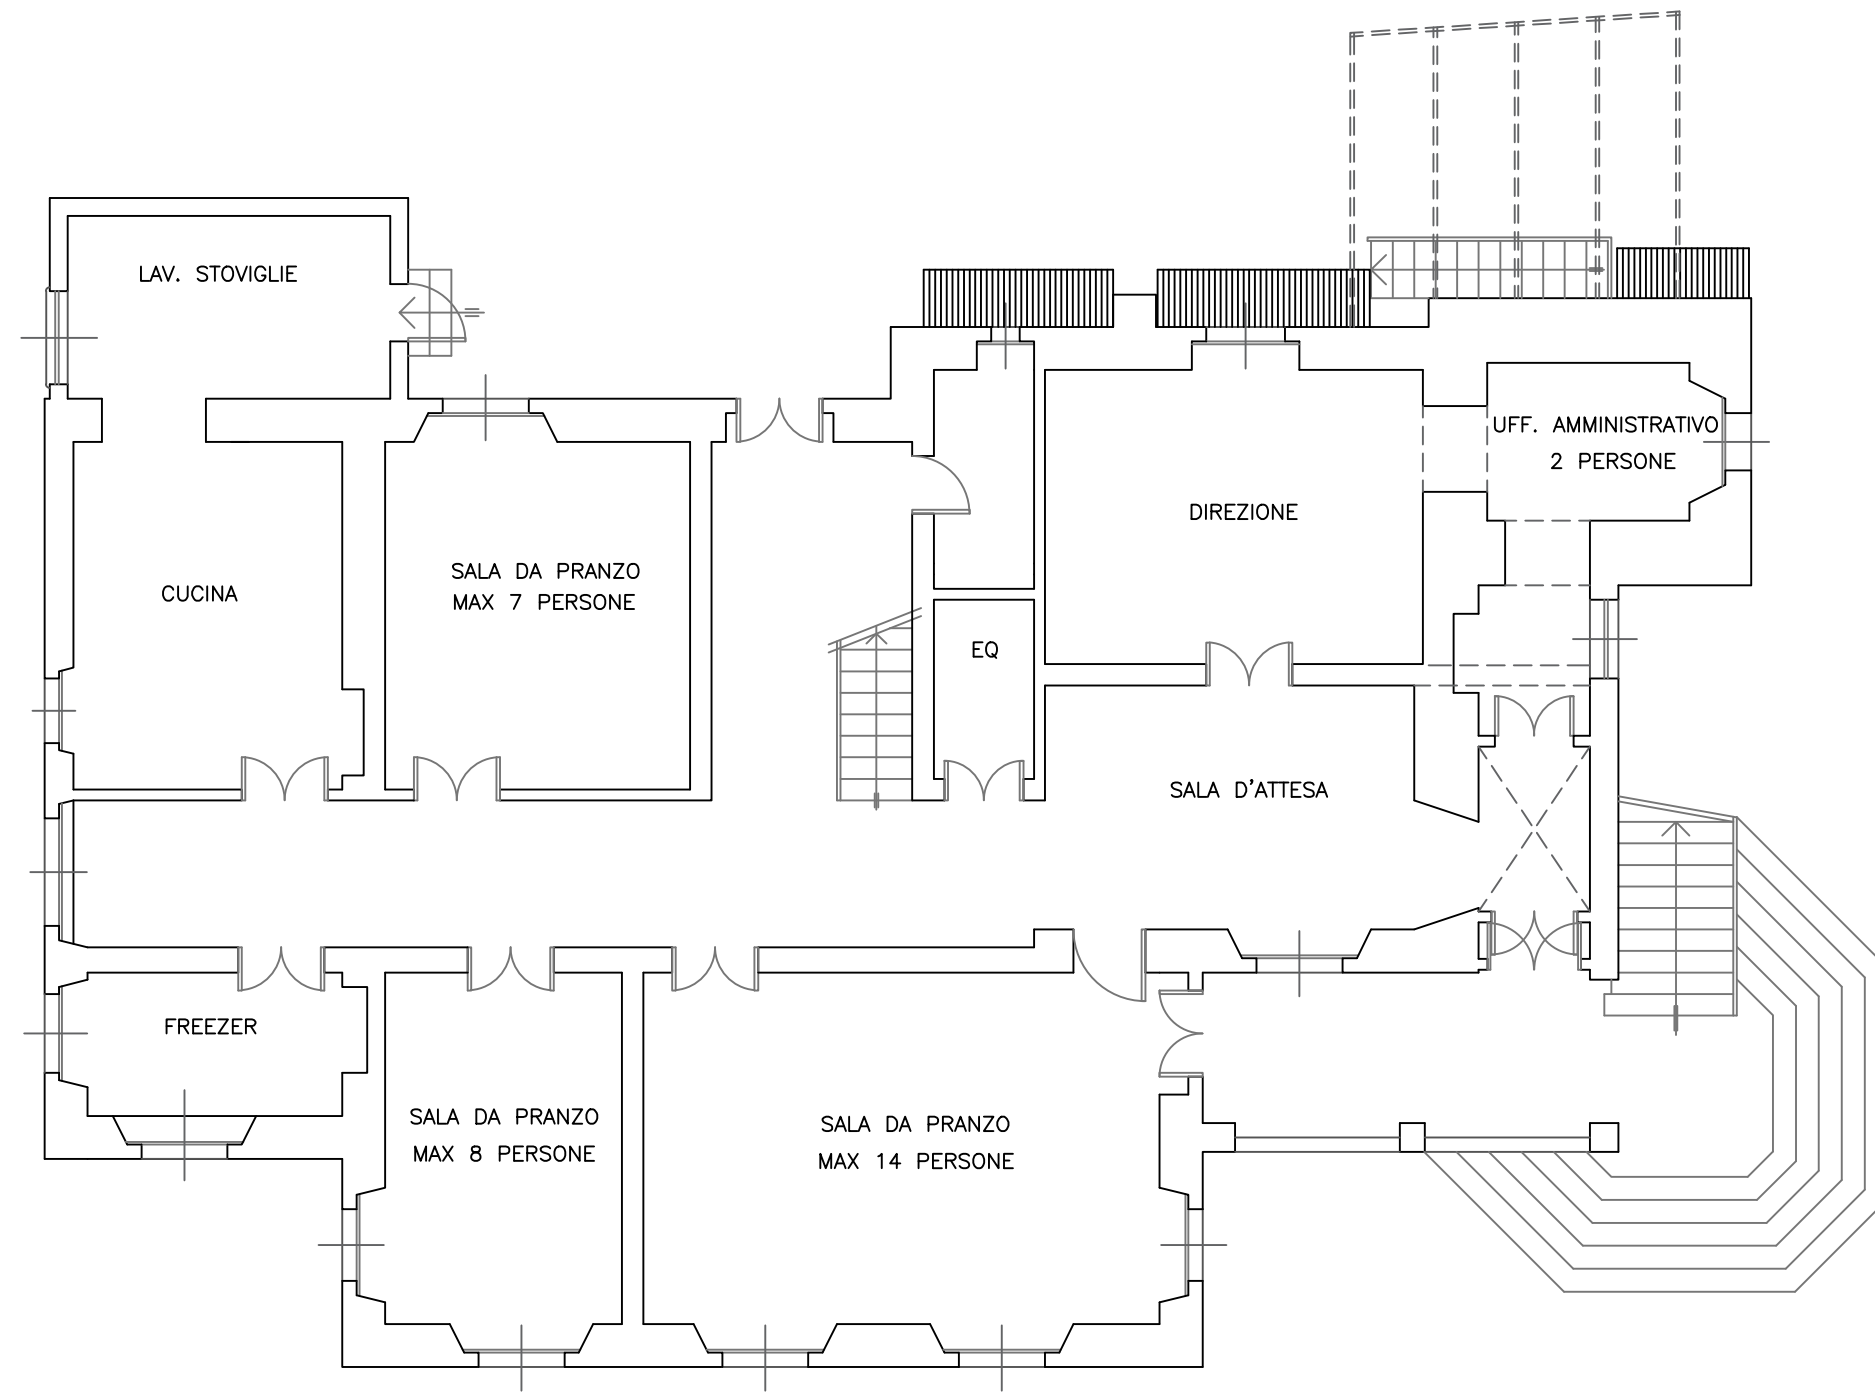 LAV. STOVIGLIE
UFF. AMMINISTRATIVO
2 PERSONE
DIREZIONE
SALA DA PRANZO
MAX 7 PERSONE
CUCINA
EQ
SALA D'ATTESA
FREEZER
SALA DA PRANZO
MAX 8 PERSONE
SALA DA PRANZO
MAX 14 PERSONE